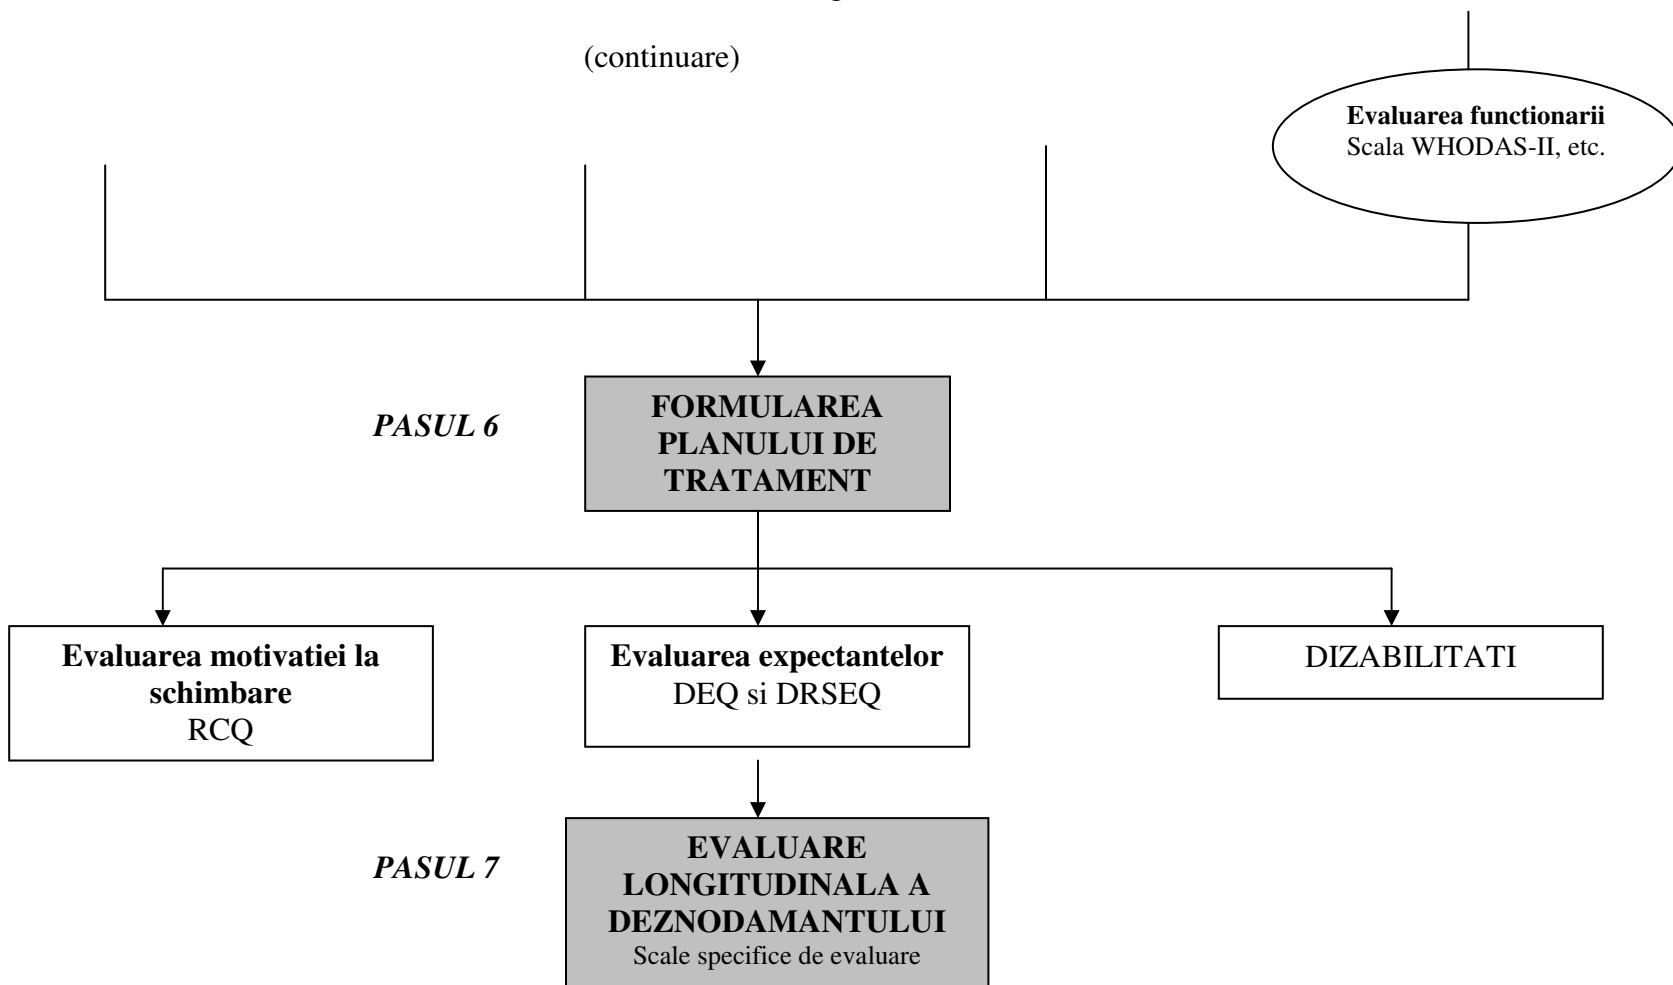 (continuare)
Evaluarea functionarii
Scala WHODAS-II, etc.
PASUL 6
FORMULAREA
PLANULUI DE
TRATAMENT
Evaluarea motivatiei la
schimbare
RCQ
Evaluarea expectantelor
DEQ si DRSEQ
DIZABILITATI
PASUL 7
EVALUARE
LONGITUDINALA A
DEZNODAMANTULUI
Scale specifice de evaluare